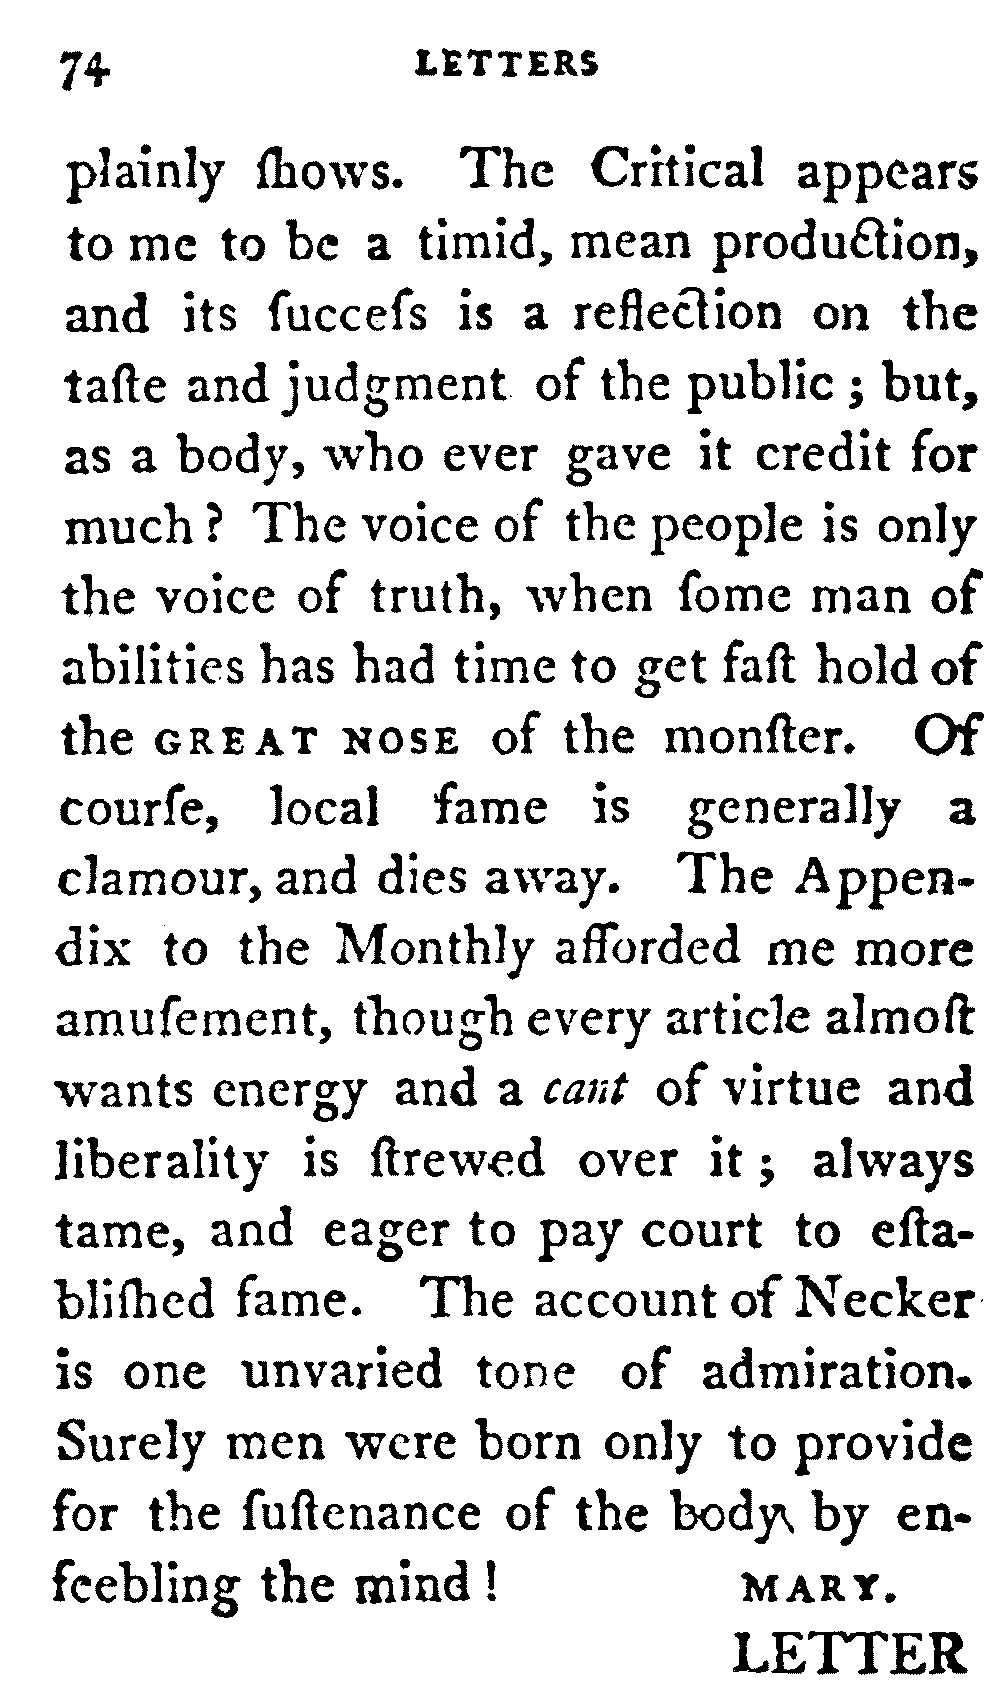 74 LETTERS
plainly ſhows. The Critical appears
to me to be a timid, mean production,
and its ſucceſs is a reflection on the
taſte and judgment of the public ; but,
as a body, who ever gave it credit for
much ? The voice of the people is only
the voice of truth, when ſome man of
abilities has had time to get faſt hold of
the GREAT NOSE of the monſter. Of
courſe, local fame is generally a
clamour, and dies away. The Appen-
dix to the Monthly afforded me more
amuſement, though every article almoſt
wants energy and a cant of virtue and
liberality is ſtrewed over it ; always
tame, and eager to pay court to eſta-
bliſhed fame. The account of Necker
is one unvaried tone of admiration.
Surely men were born only to provide
for the ſuſtenance of the body by en-
feebling the mind ! MARY.
LETTER